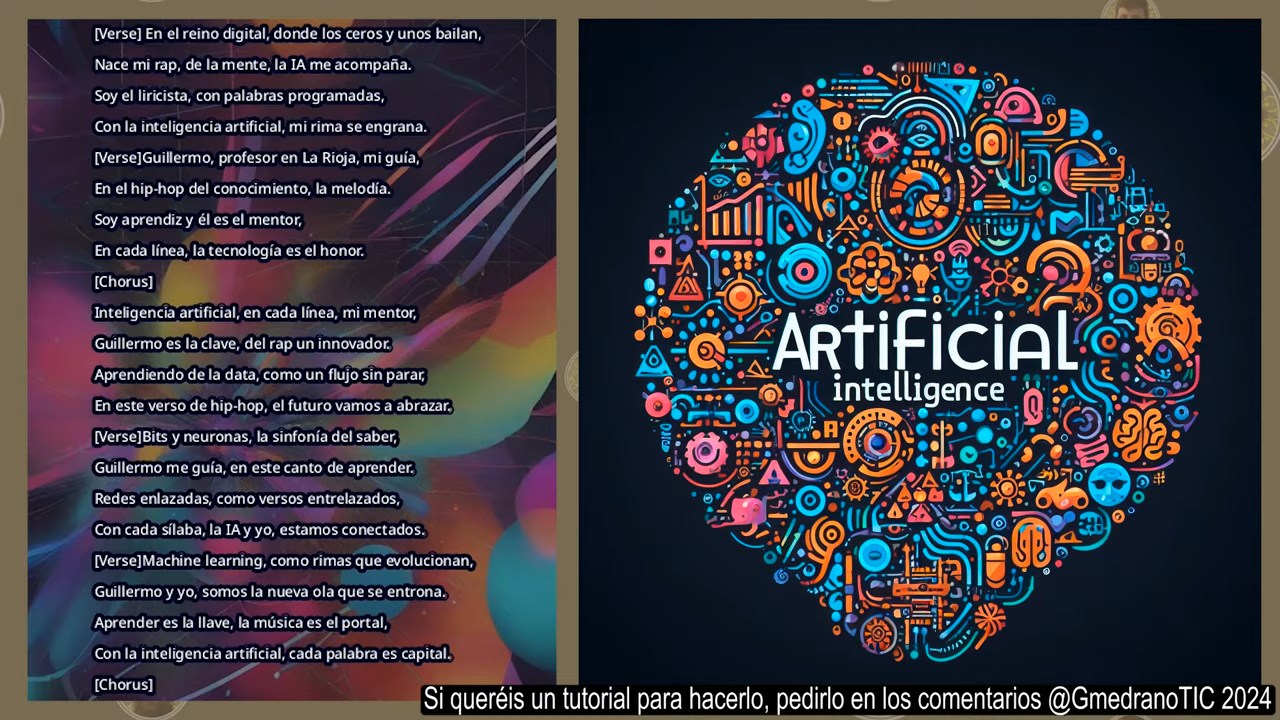 [Verse] En el reino digital, donde los ceros y unos bailan,
Nace mi rap, de la mente, la IA me acompaña.
Soy el liricista, con palabras programadas,
Con la inteligencia artificial, mi rima se engrana.
[Verse]Guillermo, profesor en La Rioja, mi guía,
En el hip-hop del conocimiento, la melodía.
Soy aprendiz y él es el mentor,
En cada línea, la tecnología es el honor.
[Chorus]
Inteligencia artificial, en cada línea, mi mentor,
Guillermo es la clave, del rap un innovador.
Aprendiendo de la data, como un flujo sin parar,
En este verso de hip-hop, el futuro vamos a abrazar.
[Verse]Bits y neuronas, la sinfonía del saber,
Guillermo me guía, en este canto de aprender.
Redes enlazadas, como versos entrelazados,
Con cada sílaba, la IA y yo, estamos conectados.
[Verse]Machine learning, como rimas que evolucionan,
Guillermo y yo, somos la nueva ola que se entrona.
Aprender es la llave, la música es el portal,
Con la inteligencia artificial, cada palabra es capital.
[Chorus]
Artificial
intelligence
Si queréis un tutorial para hacerlo, pedirlo en los comentarios @GmedranoTIC 2024